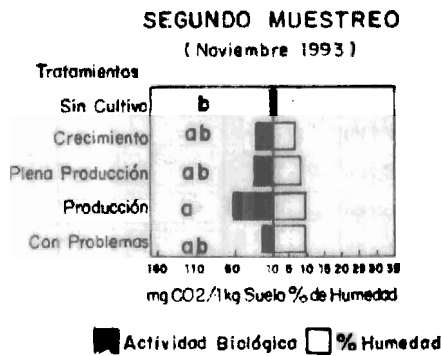 SEGUNDO MUESTREO
(Noviembre 1993)
Tratamientos
Sin Cultivo b
Crecimiento ab
Plena Producción ab
Producción a
Con Problemas ab
160 110 60 10 5 10 15 20 25 30 35
mg CO2/1kg Suelo % de Humedad
Actividad Biológica % Humedad